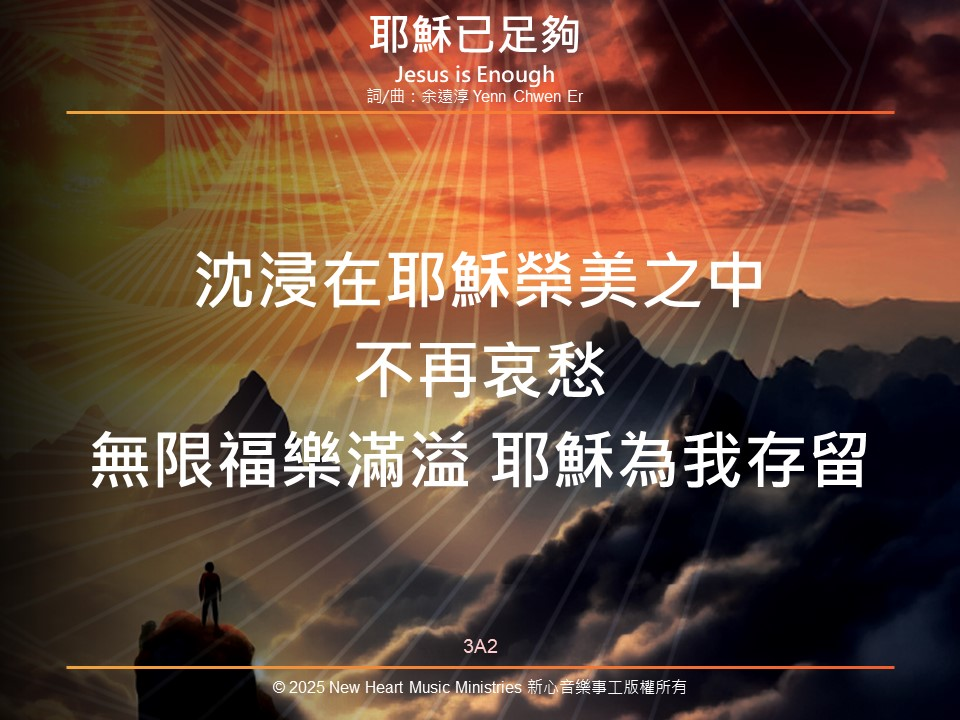 耶穌已足夠
Jesus is Enough
詞/曲：余遠淳 Yenn Chwen Er
沈浸在耶穌榮美之中
不再哀愁
無限福樂滿溢 耶穌為我存留
3A2
© 2025 New Heart Music Ministries 新心音樂事工版權所有